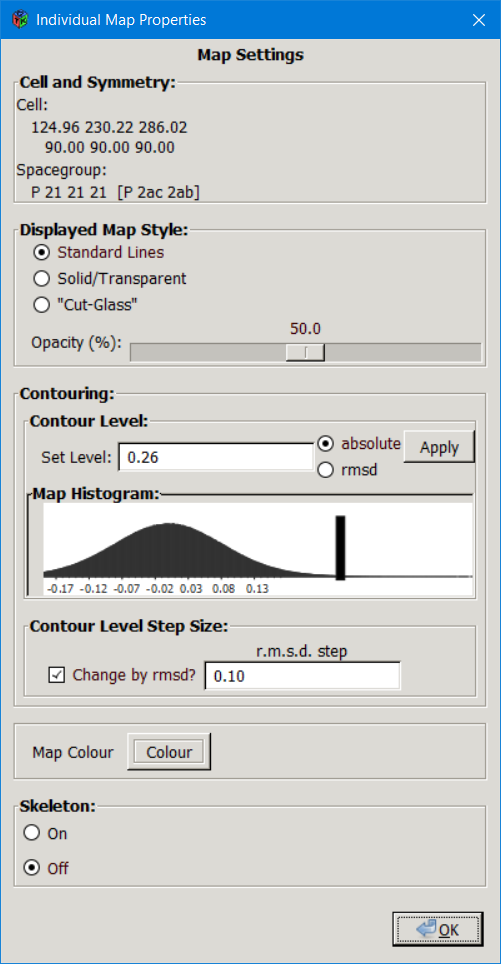 Individual Map Properties
Map Settings
Cell and Symmetry:
Cell:
124.96 230.22 286.02
90.00 90.00 90.00
Spacegroup:
P 21 21 21 [P 2ac 2ab]
Displayed Map Style:
Standard Lines
Solid/Transparent
"Cut-Glass"
50.0
Opacity (%):
Contouring:
Contour Level:
Set Level: 0.26 absolute Apply
rmsd
Map Histogram:
-0.17 -0.12 -0.07 -0.02 0.03 0.08 0.13
Contour Level Step Size:
r.m.s.d. step
Change by rmsd? 0.10
Map Colour Colour
Skeleton:
On
Off
OK